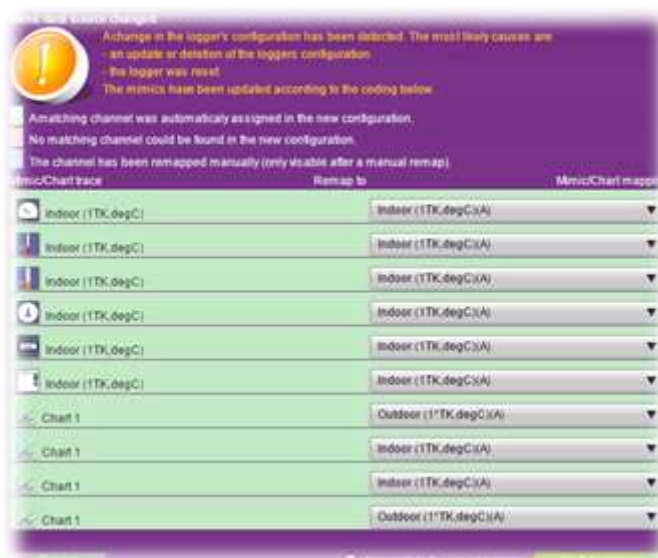 data source changed
A change in the logger's configuration has been detected. The most likely causes are:
- an update or deletion of the loggers configuration
- the logger was reset
The mimics have been updated according to the coding below.
A matching channel was automaticaly assigned in the new configuration.
No matching channel could be found in the new configuration.
The channel has been remapped manually (only visable after a manual remap).
Mimic/Chart trace Remap to Mimic/Chart mappi
Indoor (1TK,degC) Indoor (1TK,degC)(A)
Indoor (1TK,degC) Indoor (1TK,degC)(A)
Indoor (1TK,degC) Indoor (1TK,degC)(A)
Indoor (1TK,degC) Indoor (1TK,degC)(A)
Indoor (1TK,degC) Indoor (1TK,degC)(A)
Indoor (1TK,degC) Indoor (1TK,degC)(A)
Chart 1 Outdoor (1*TK,degC)(A)
Chart 1 Indoor (1TK,degC)(A)
Chart 1 Indoor (1TK,degC)(A)
Chart 1 Outdoor (1*TK,degC)(A)